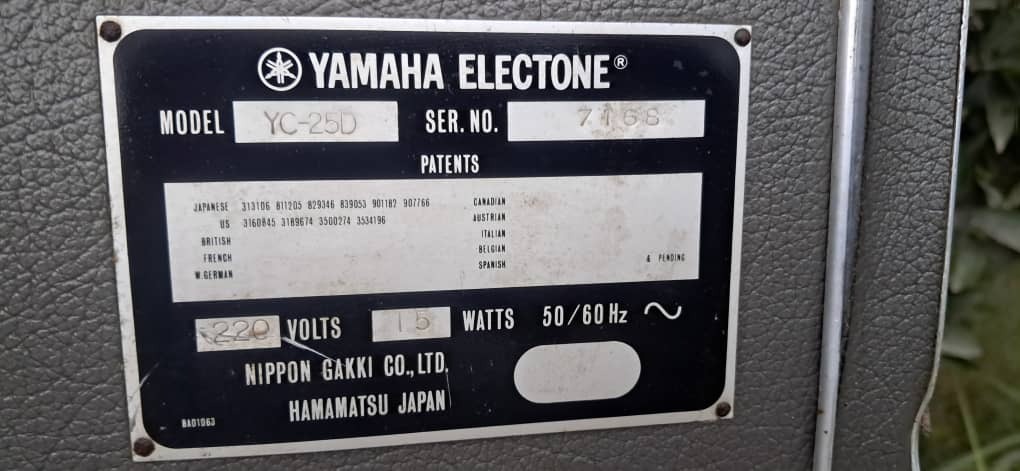 YAMAHA ELECTONE®
MODEL YC-25D SER. NO. 7168
PATENTS
JAPANESE 313106 811205 829346 839053 901182 907766
US 3160845 3189674 3500274 3534196
BRITISH
FRENCH
W.GERMAN
CANADIAN
AUSTRIAN
ITALIAN
BELGIAN
SPANISH & PENDING
220 VOLTS 15 WATTS 50/60 Hz ~
NIPPON GAKKI CO., LTD.
HAMAMATSU JAPAN
BA01063